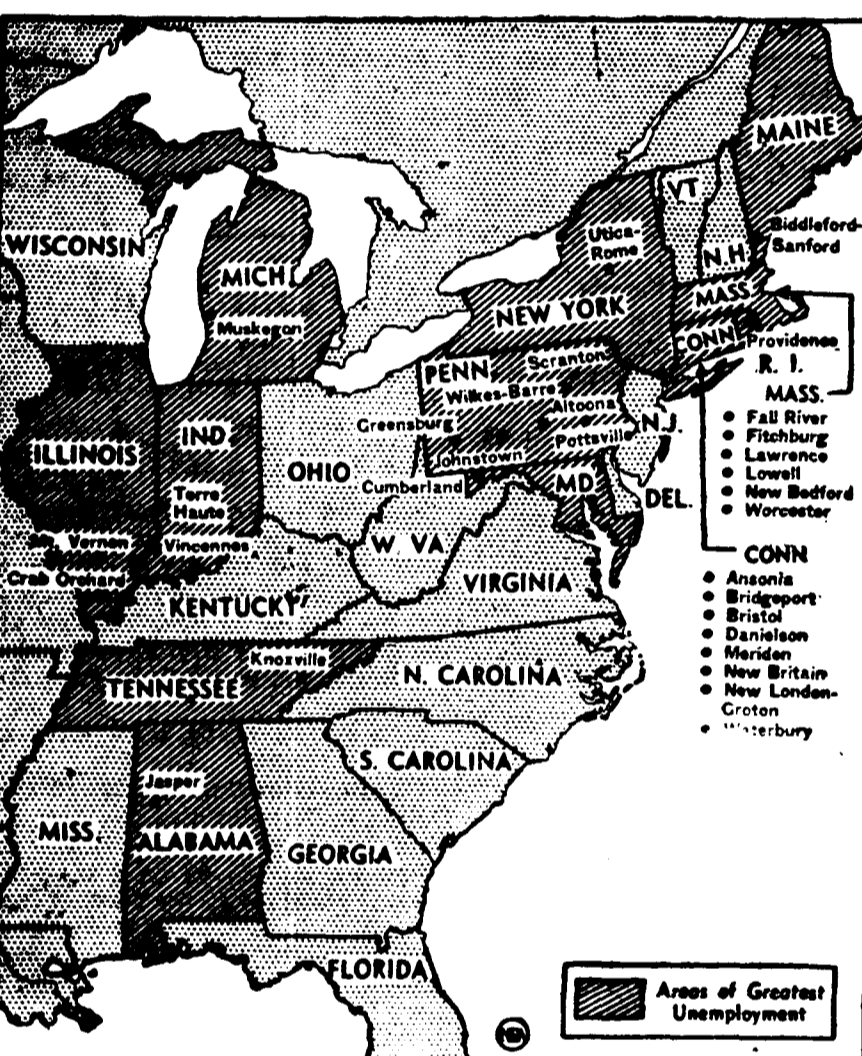 MAINE
VT.
Biddleford-
Sanford
Utica-
Rome
N.H.
WISCONSIN
MICH.
MASS.
NEW YORK
Muskegon
CONN.
Providence
R. I.
PENN.
Scranton
Wilkes-Barre
MASS.
Altoona
Greensburg
N.J.
• Fall River
• Fitchburg
• Lawrence
• Lowell
• New Bedford
• Worcester
IND.
Pottsville
ILLINOIS
Johnstown
OHIO
Cumberland
MD.
DEL.
Terre
Haute
Vernon
Vincennes
W. VA.
CONN
• Ansonia
• Bridgeport
• Bristol
• Danielson
• Meriden
• New Britain
• New London-
Groton
• Waterbury
Crab Orchard
VIRGINIA
KENTUCKY
Knoxville
N. CAROLINA
TENNESSEE
S. CAROLINA
Jasper
MISS.
ALABAMA
GEORGIA
FLORIDA
Areas of Greatest
Unemployment